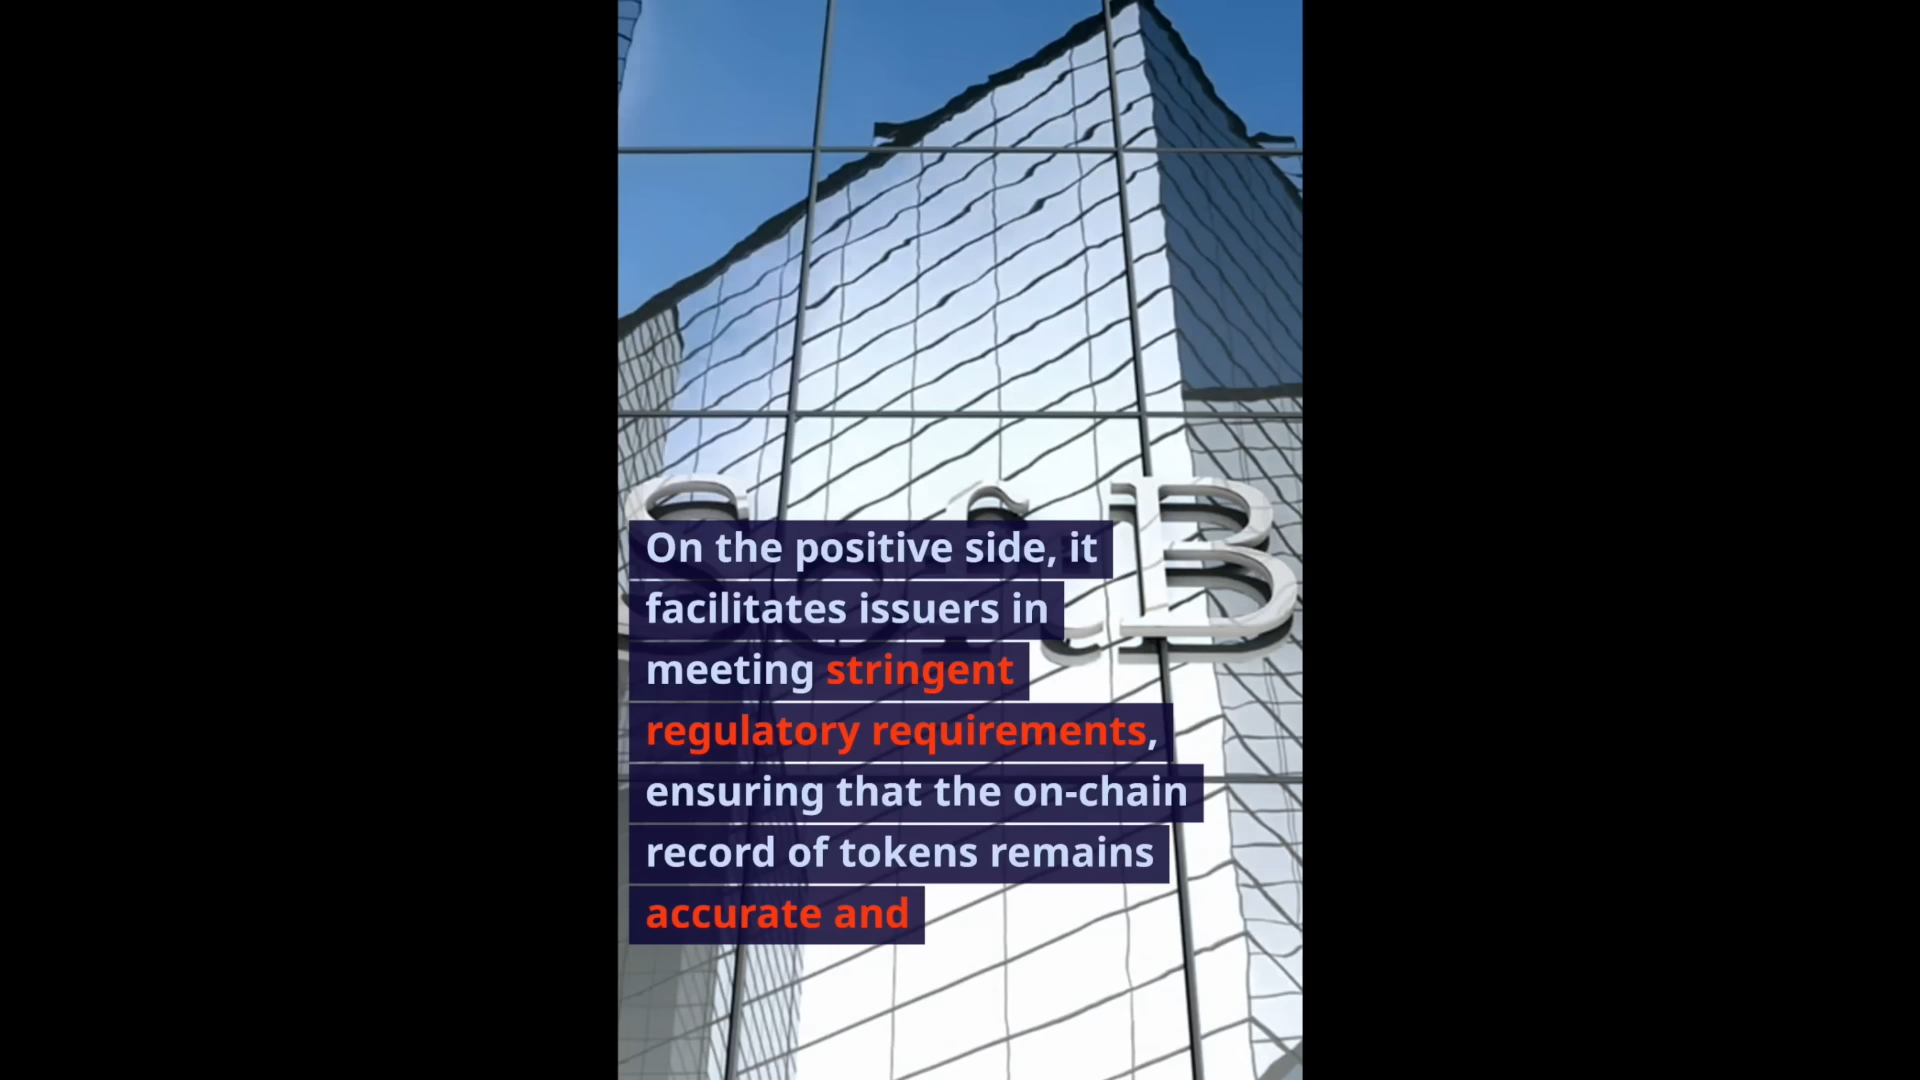 On the positive side, it
facilitates issuers in
meeting stringent
regulatory requirements,
ensuring that the on-chain
record of tokens remains
accurate and